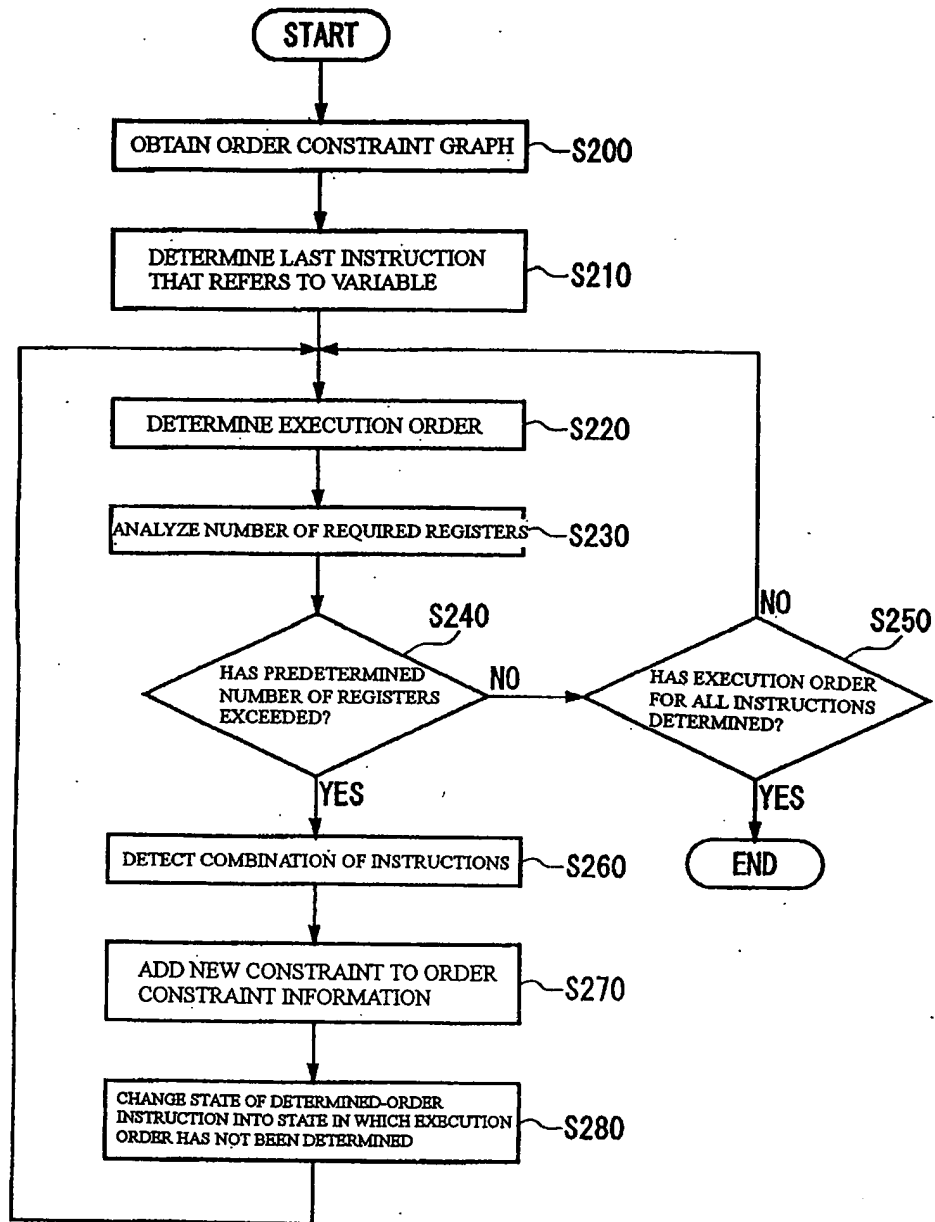 START
OBTAIN ORDER CONSTRAINT GRAPH
S200
DETERMINE LAST INSTRUCTION
THAT REFERS TO VARIABLE
S210
DETERMINE EXECUTION ORDER
S220
ANALYZE NUMBER OF REQUIRED REGISTERS
S230
S240
HAS PREDETERMINED
NUMBER OF REGISTERS
EXCEEDED?
NO
YES
NO
S250
HAS EXECUTION ORDER
FOR ALL INSTRUCTIONS
DETERMINED?
YES
END
DETECT COMBINATION OF INSTRUCTIONS
S260
ADD NEW CONSTRAINT TO ORDER
CONSTRAINT INFORMATION
S270
CHANGE STATE OF DETERMINED-ORDER
INSTRUCTION INTO STATE IN WHICH EXECUTION
ORDER HAS NOT BEEN DETERMINED
S280